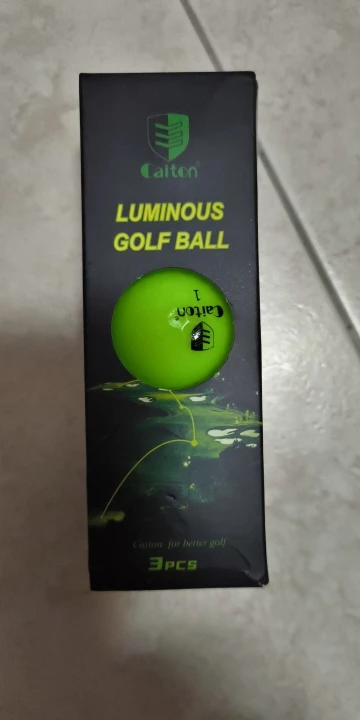 Caiton®
LUMINOUS
GOLF BALL
Caiton®
1
Caiton for better golf
3PCS